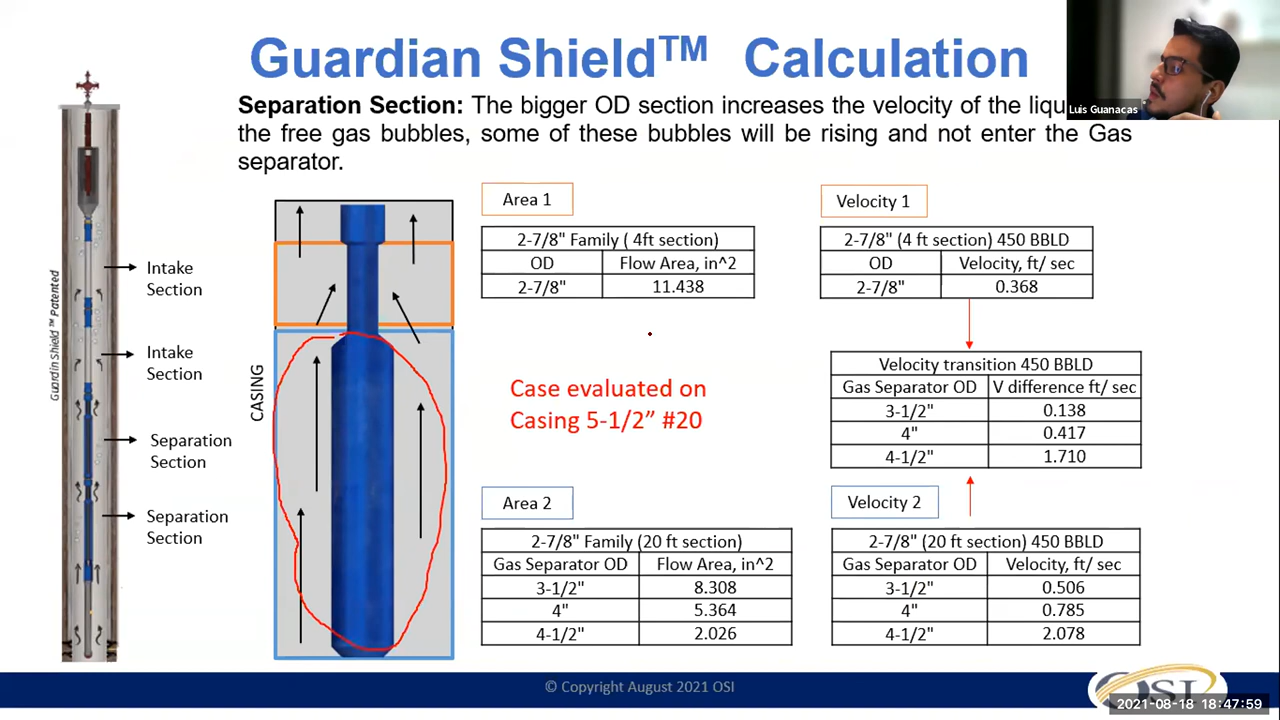 Guardian Shield™ Calculation
Luis Guanacas
Separation Section: The bigger OD section increases the velocity of the
the free gas bubbles, some of these bubbles will be rising and not enter the Gas
separator.
Guardin Shield™ Patented
Intake
Section
Intake
Section
Separation
Section
Separation
Section
CASING
Area 1
2-7/8" Family ( 4ft section)
OD Flow Area, in^2
2-7/8" 11.438
Velocity 1
2-7/8" (4 ft section) 450 BBLD
OD Velocity, ft/ sec
2-7/8" 0.368
Case evaluated on
Casing 5-1/2” #20
Velocity transition 450 BBLD
Gas Separator OD V difference ft/ sec
3-1/2" 0.138
4" 0.417
4-1/2" 1.710
Area 2
2-7/8" Family (20 ft section)
Gas Separator OD Flow Area, in^2
3-1/2" 8.308
4" 5.364
4-1/2" 2.026
Velocity 2
2-7/8" (20 ft section) 450 BBLD
Gas Separator OD Velocity, ft/ sec
3-1/2" 0.506
4" 0.785
4-1/2" 2.078
© Copyright August 2021 OSI
OSI
2021-08-18 18:47:59